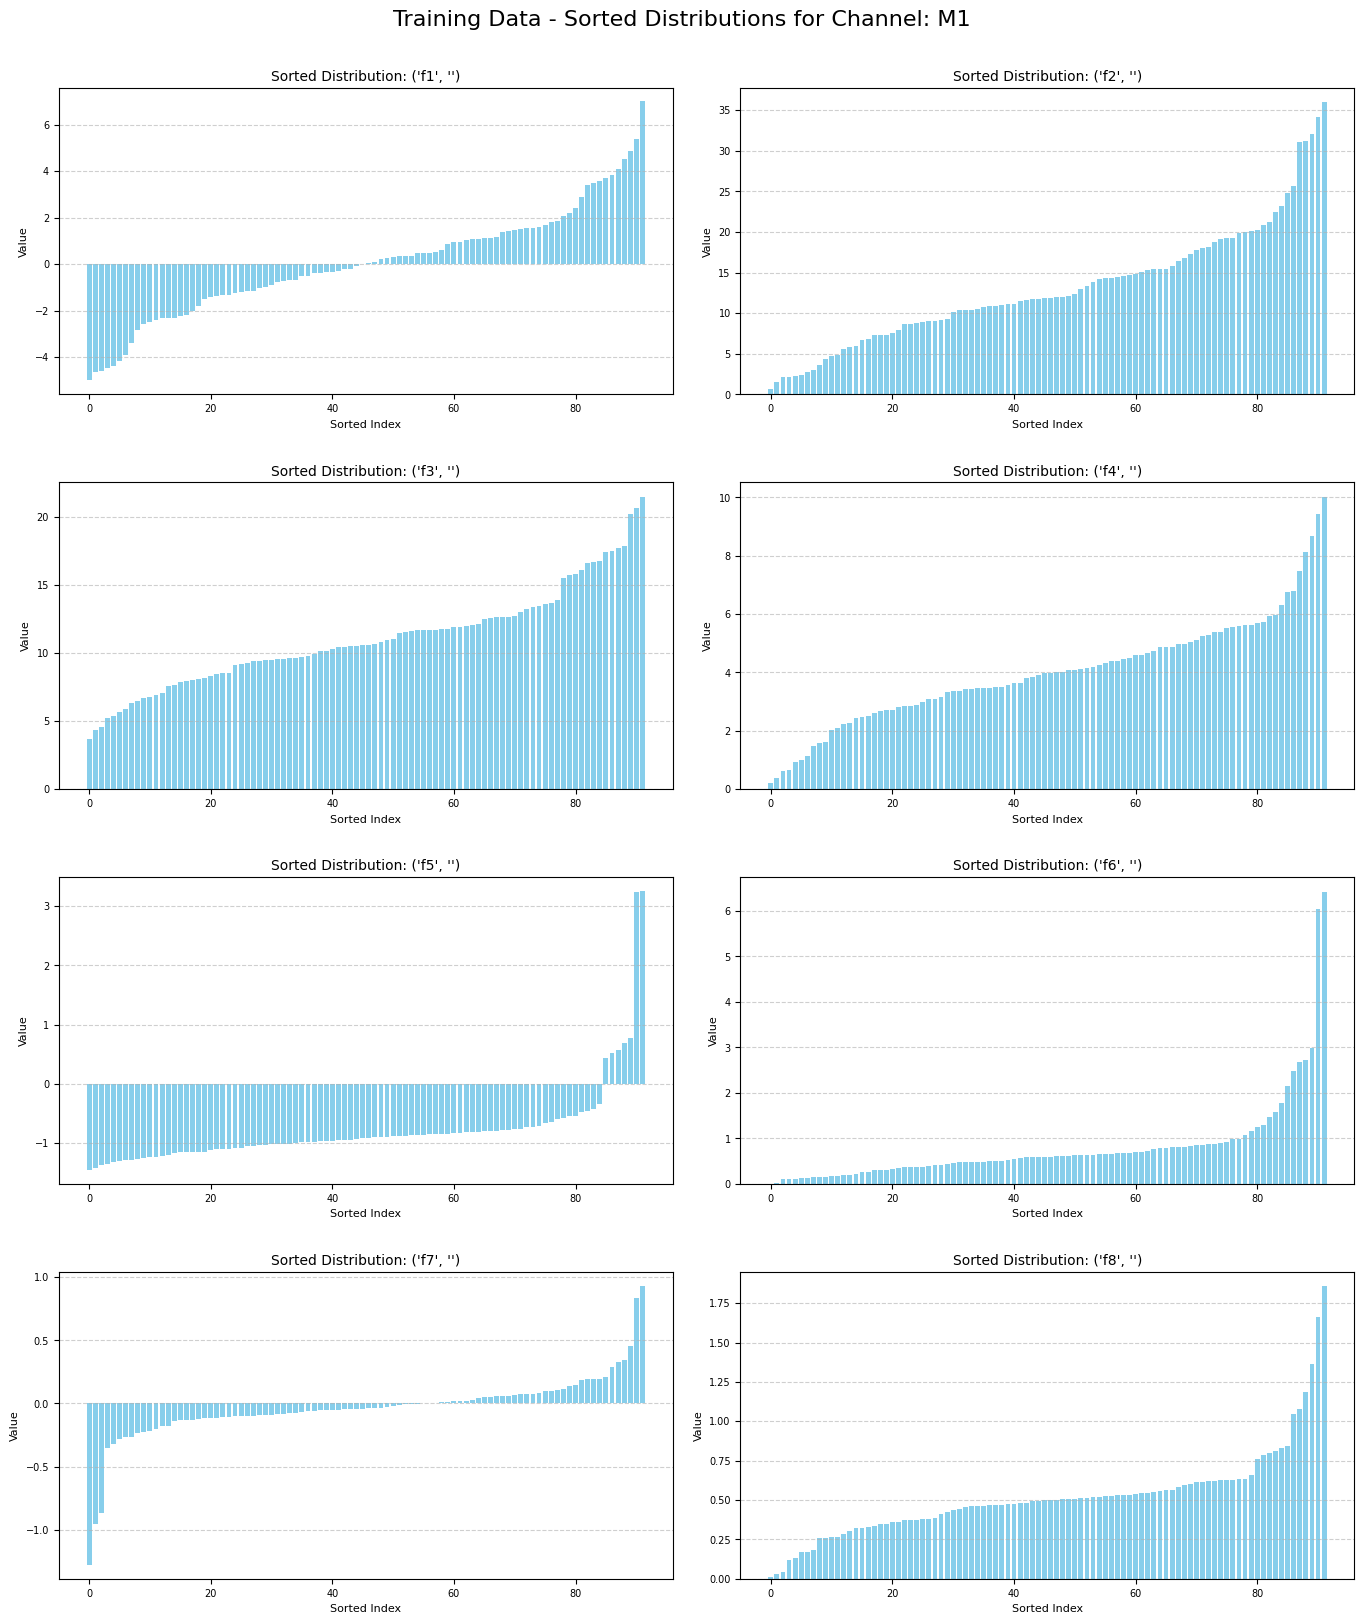 Training Data - Sorted Distributions for Channel: M1
Sorted Distribution: ('f1', '')
Value
6
4
2
0
−2
−4
0 20 40 60 80
Sorted Index
Sorted Distribution: ('f2', '')
Value
35
30
25
20
15
10
5
0
0 20 40 60 80
Sorted Index
Sorted Distribution: ('f3', '')
Value
20
15
10
5
0
0 20 40 60 80
Sorted Index
Sorted Distribution: ('f4', '')
Value
10
8
6
4
2
0
0 20 40 60 80
Sorted Index
Sorted Distribution: ('f5', '')
Value
3
2
1
0
−1
0 20 40 60 80
Sorted Index
Sorted Distribution: ('f6', '')
Value
6
5
4
3
2
1
0
0 20 40 60 80
Sorted Index
Sorted Distribution: ('f7', '')
Value
1.0
0.5
0.0
−0.5
−1.0
0 20 40 60 80
Sorted Index
Sorted Distribution: ('f8', '')
Value
1.75
1.50
1.25
1.00
0.75
0.50
0.25
0.00
0 20 40 60 80
Sorted Index